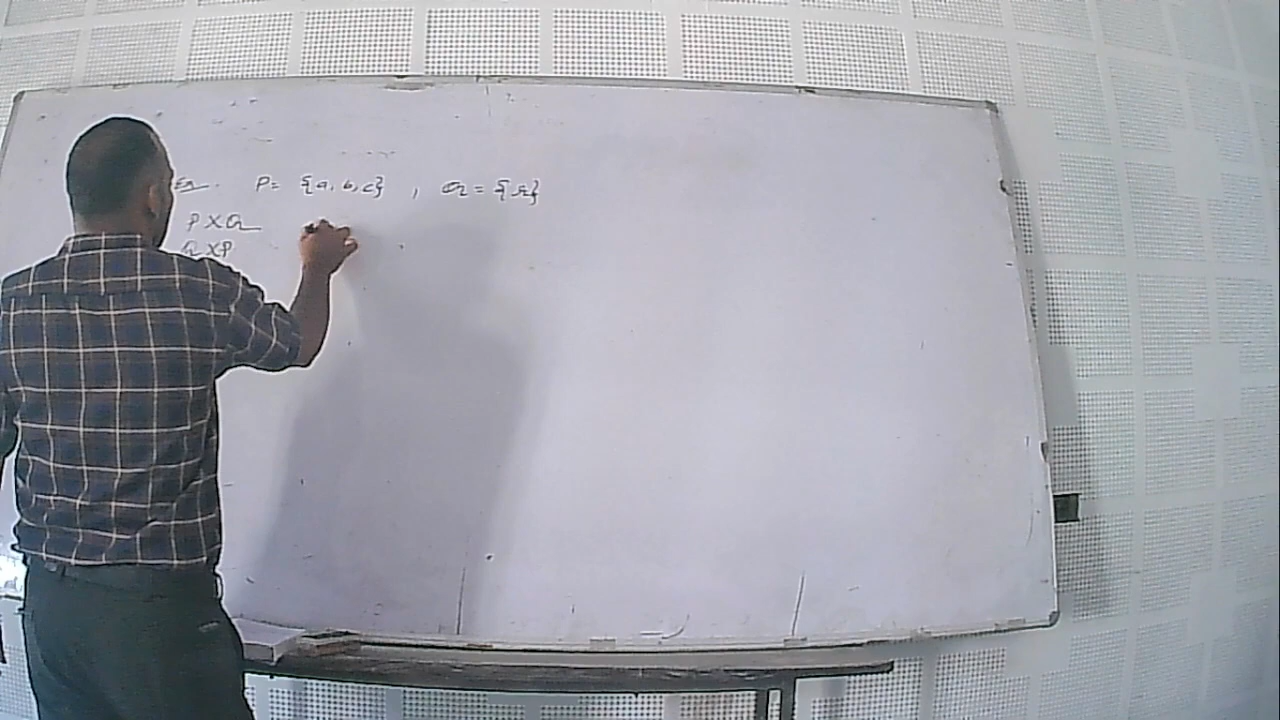 Ex. P = {a, b, c} , Q = {r}
P X Q
Q X P